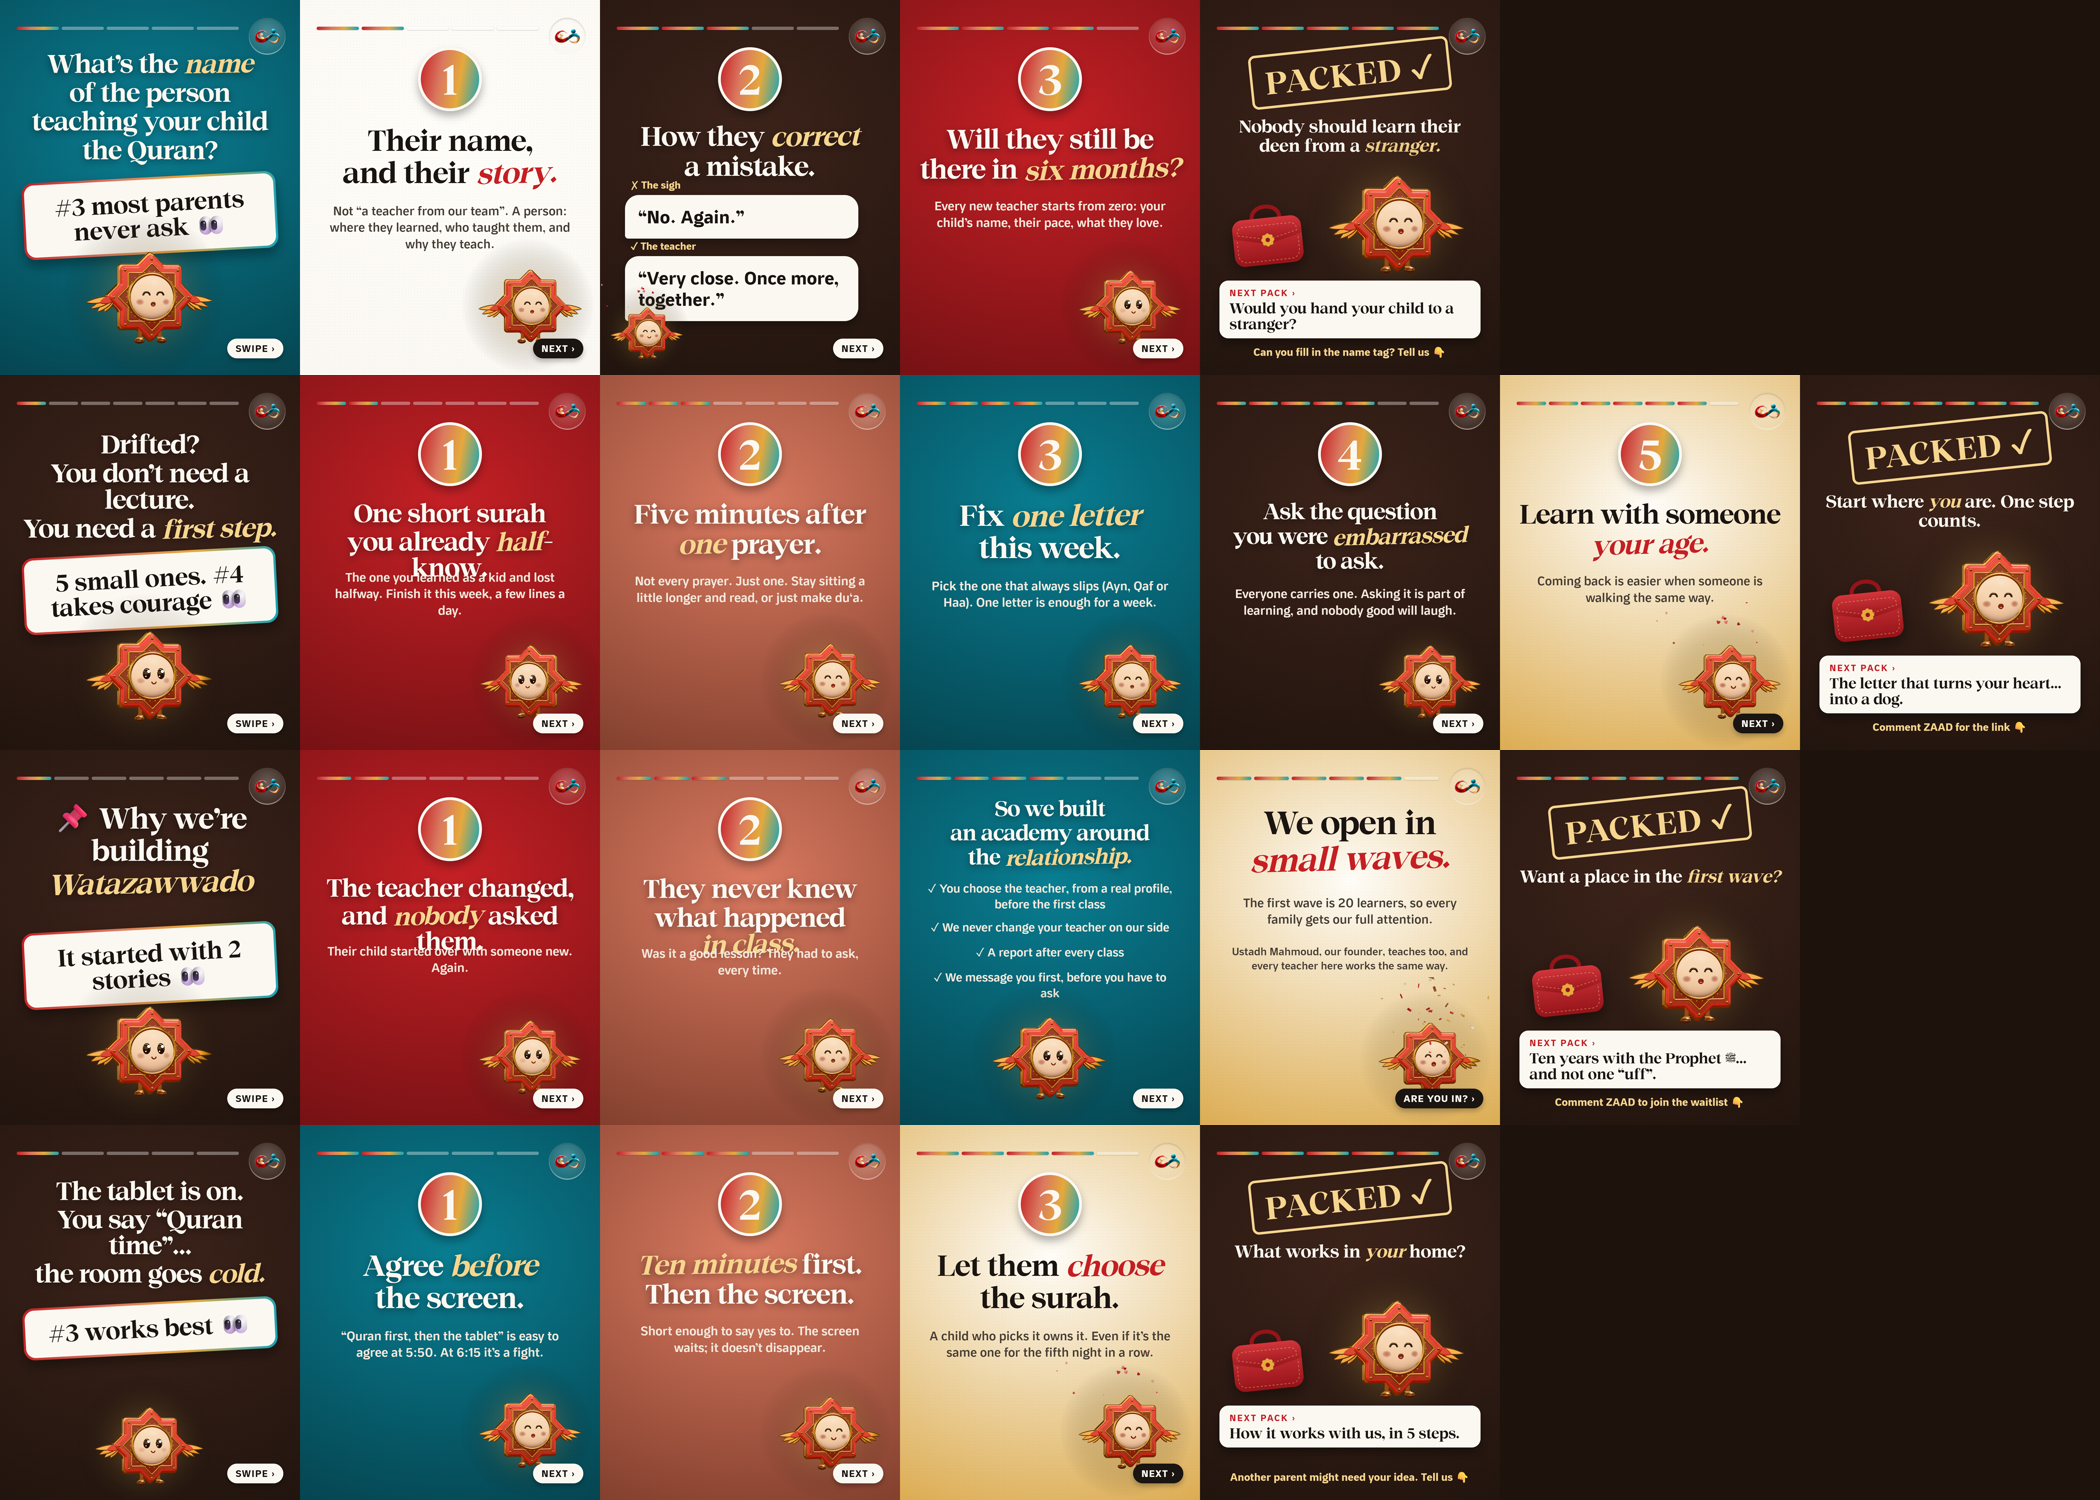 What's the name
of the person
teaching your child
the Quran?
#3 most parents
never ask 👀
SWIPE ›
1
Their name,
and their story.
Not “a teacher from our team”. A person:
where they learned, who taught them, and
why they teach.
NEXT ›
2
How they correct
a mistake.
✗ The sigh
“No. Again.”
✓ The teacher
“Very close. Once more,
together.”
NEXT ›
3
Will they still be
there in six months?
Every new teacher starts from zero: your
child's name, their pace, what they love.
NEXT ›
PACKED ✓
Nobody should learn their
deen from a stranger.
NEXT PACK ›
Would you hand your child to a
stranger?
Can you fill in the name tag? Tell us 👇
Drifted?
You don't need a
lecture.
You need a first step.
5 small ones. #4
takes courage 👀
SWIPE ›
1
One short surah
you already half-
know.
The one you learned as a kid and lost
halfway. Finish it this week, a few lines a
day.
NEXT ›
2
Five minutes after
one prayer.
Not every prayer. Just one. Stay sitting a
little longer and read, or just make du'a.
NEXT ›
3
Fix one letter
this week.
Pick the one that always slips (Ayn, Qaf or
Haa). One letter is enough for a week.
NEXT ›
4
Ask the question
you were embarrassed
to ask.
Everyone carries one. Asking it is part of
learning, and nobody good will laugh.
NEXT ›
5
Learn with someone
your age.
Coming back is easier when someone is
walking the same way.
NEXT ›
PACKED ✓
Start where you are. One step
counts.
NEXT PACK ›
The letter that turns your heart...
into a dog.
Comment ZAAD for the link 👇
📌 Why we're
building
Watazawwado
It started with 2
stories 👀
SWIPE ›
1
The teacher changed,
and nobody asked
them.
Their child started over with someone new.
Again.
NEXT ›
2
They never knew
what happened
in class.
Was it a good lesson? They had to ask,
every time.
NEXT ›
So we built
an academy around
the relationship.
✓ You choose the teacher, from a real profile,
before the first class
✓ We never change your teacher on our side
✓ A report after every class
✓ We message you first, before you have to
ask
NEXT ›
We open in
small waves.
The first wave is 20 learners, so every
family gets our full attention.
Ustadh Mahmoud, our founder, teaches too, and
every teacher here works the same way.
ARE YOU IN? ›
PACKED ✓
Want a place in the first wave?
NEXT PACK ›
Ten years with the Prophet ﷺ...
and not one “uff”.
Comment ZAAD to join the waitlist 👇
The tablet is on.
You say “Quran
time”...
the room goes cold.
#3 works best 👀
SWIPE ›
1
Agree before
the screen.
“Quran first, then the tablet” is easy to
agree at 5:50. At 6:15 it's a fight.
NEXT ›
2
Ten minutes first.
Then the screen.
Short enough to say yes to. The screen
waits; it doesn't disappear.
NEXT ›
3
Let them choose
the surah.
A child who picks it owns it. Even if it's the
same one for the fifth night in a row.
NEXT ›
PACKED ✓
What works in your home?
NEXT PACK ›
How it works with us, in 5 steps.
Another parent might need your idea. Tell us 👇